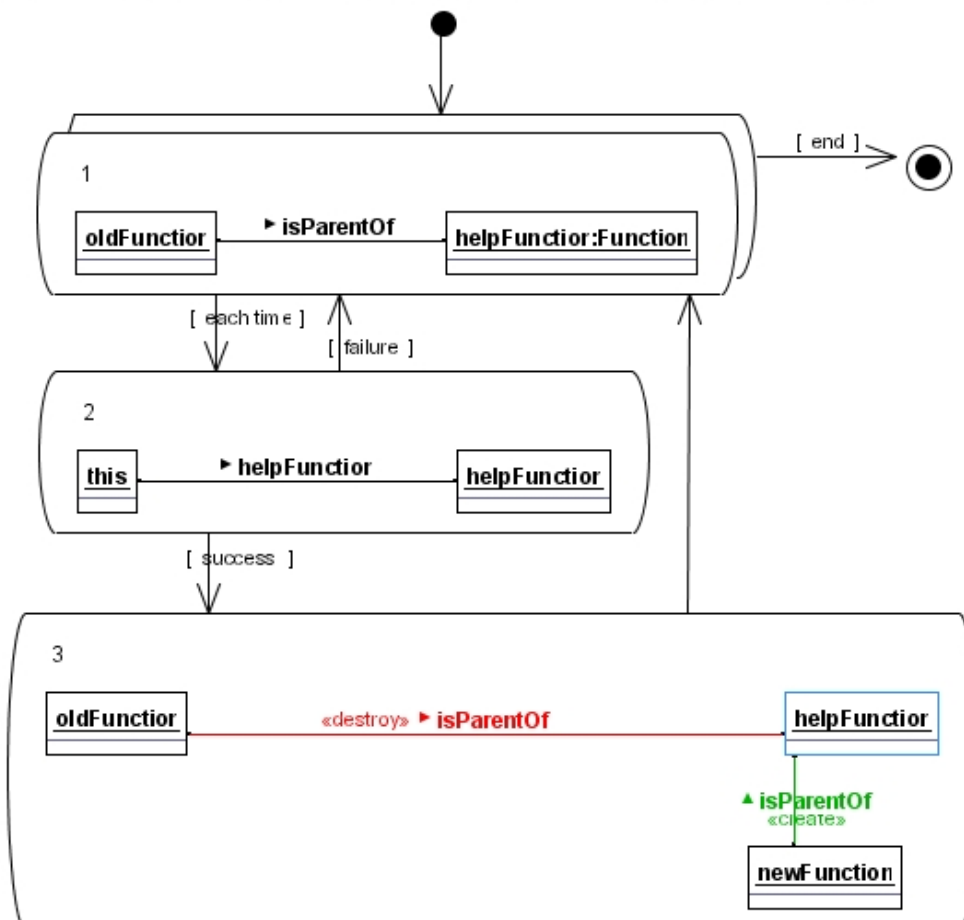 [ end ]
1
oldFunctior
isParentOf
helpFunctior:Function
[ each time ]
[ failure ]
2
this
helpFunctior
helpFunctior
[ success ]
3
oldFunctior
«destroy» isParentOf
helpFunctior
isParentOf
«create»
newFunction